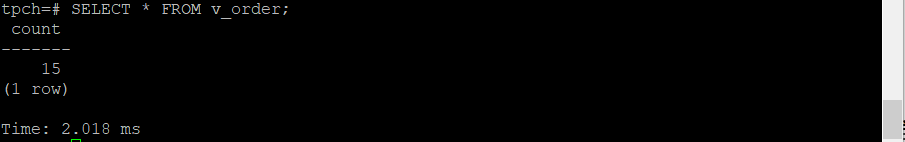 tpch=# SELECT * FROM v_order;
 count
-------
    15
(1 row)

Time: 2.018 ms